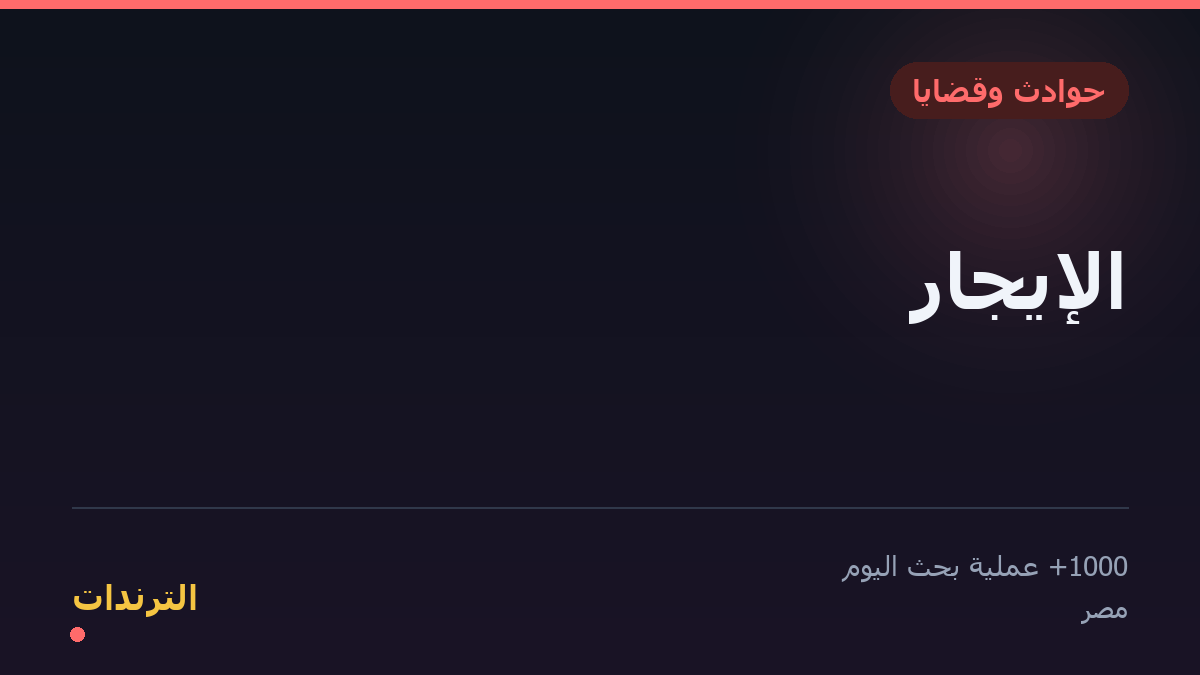 حوادث وقضايا
الإيجار
1000+ عملية بحث اليوم
مصر
الترندات